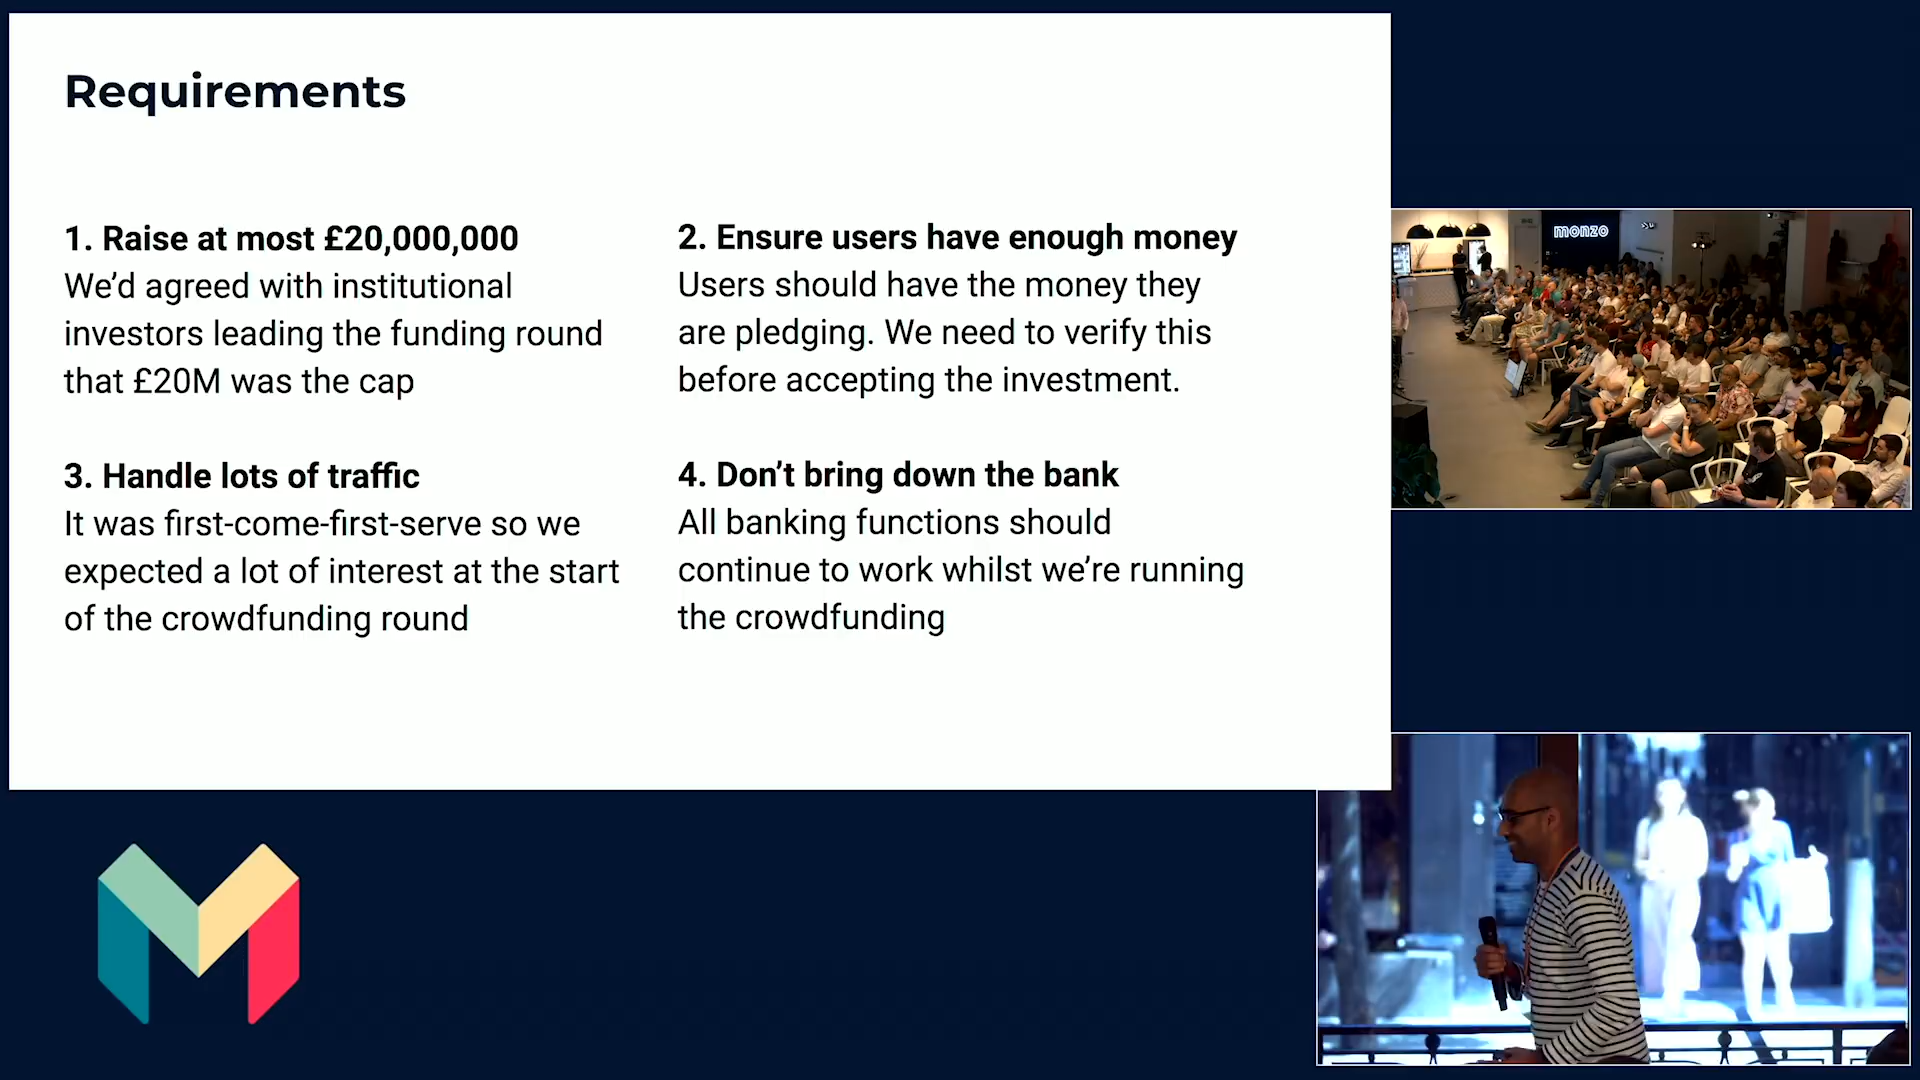 Requirements
1. Raise at most £20,000,000
We’d agreed with institutional
investors leading the funding round
that £20M was the cap
2. Ensure users have enough money
Users should have the money they
are pledging. We need to verify this
before accepting the investment.
3. Handle lots of traffic
It was first-come-first-serve so we
expected a lot of interest at the start
of the crowdfunding round
4. Don’t bring down the bank
All banking functions should
continue to work whilst we’re running
the crowdfunding
monzo